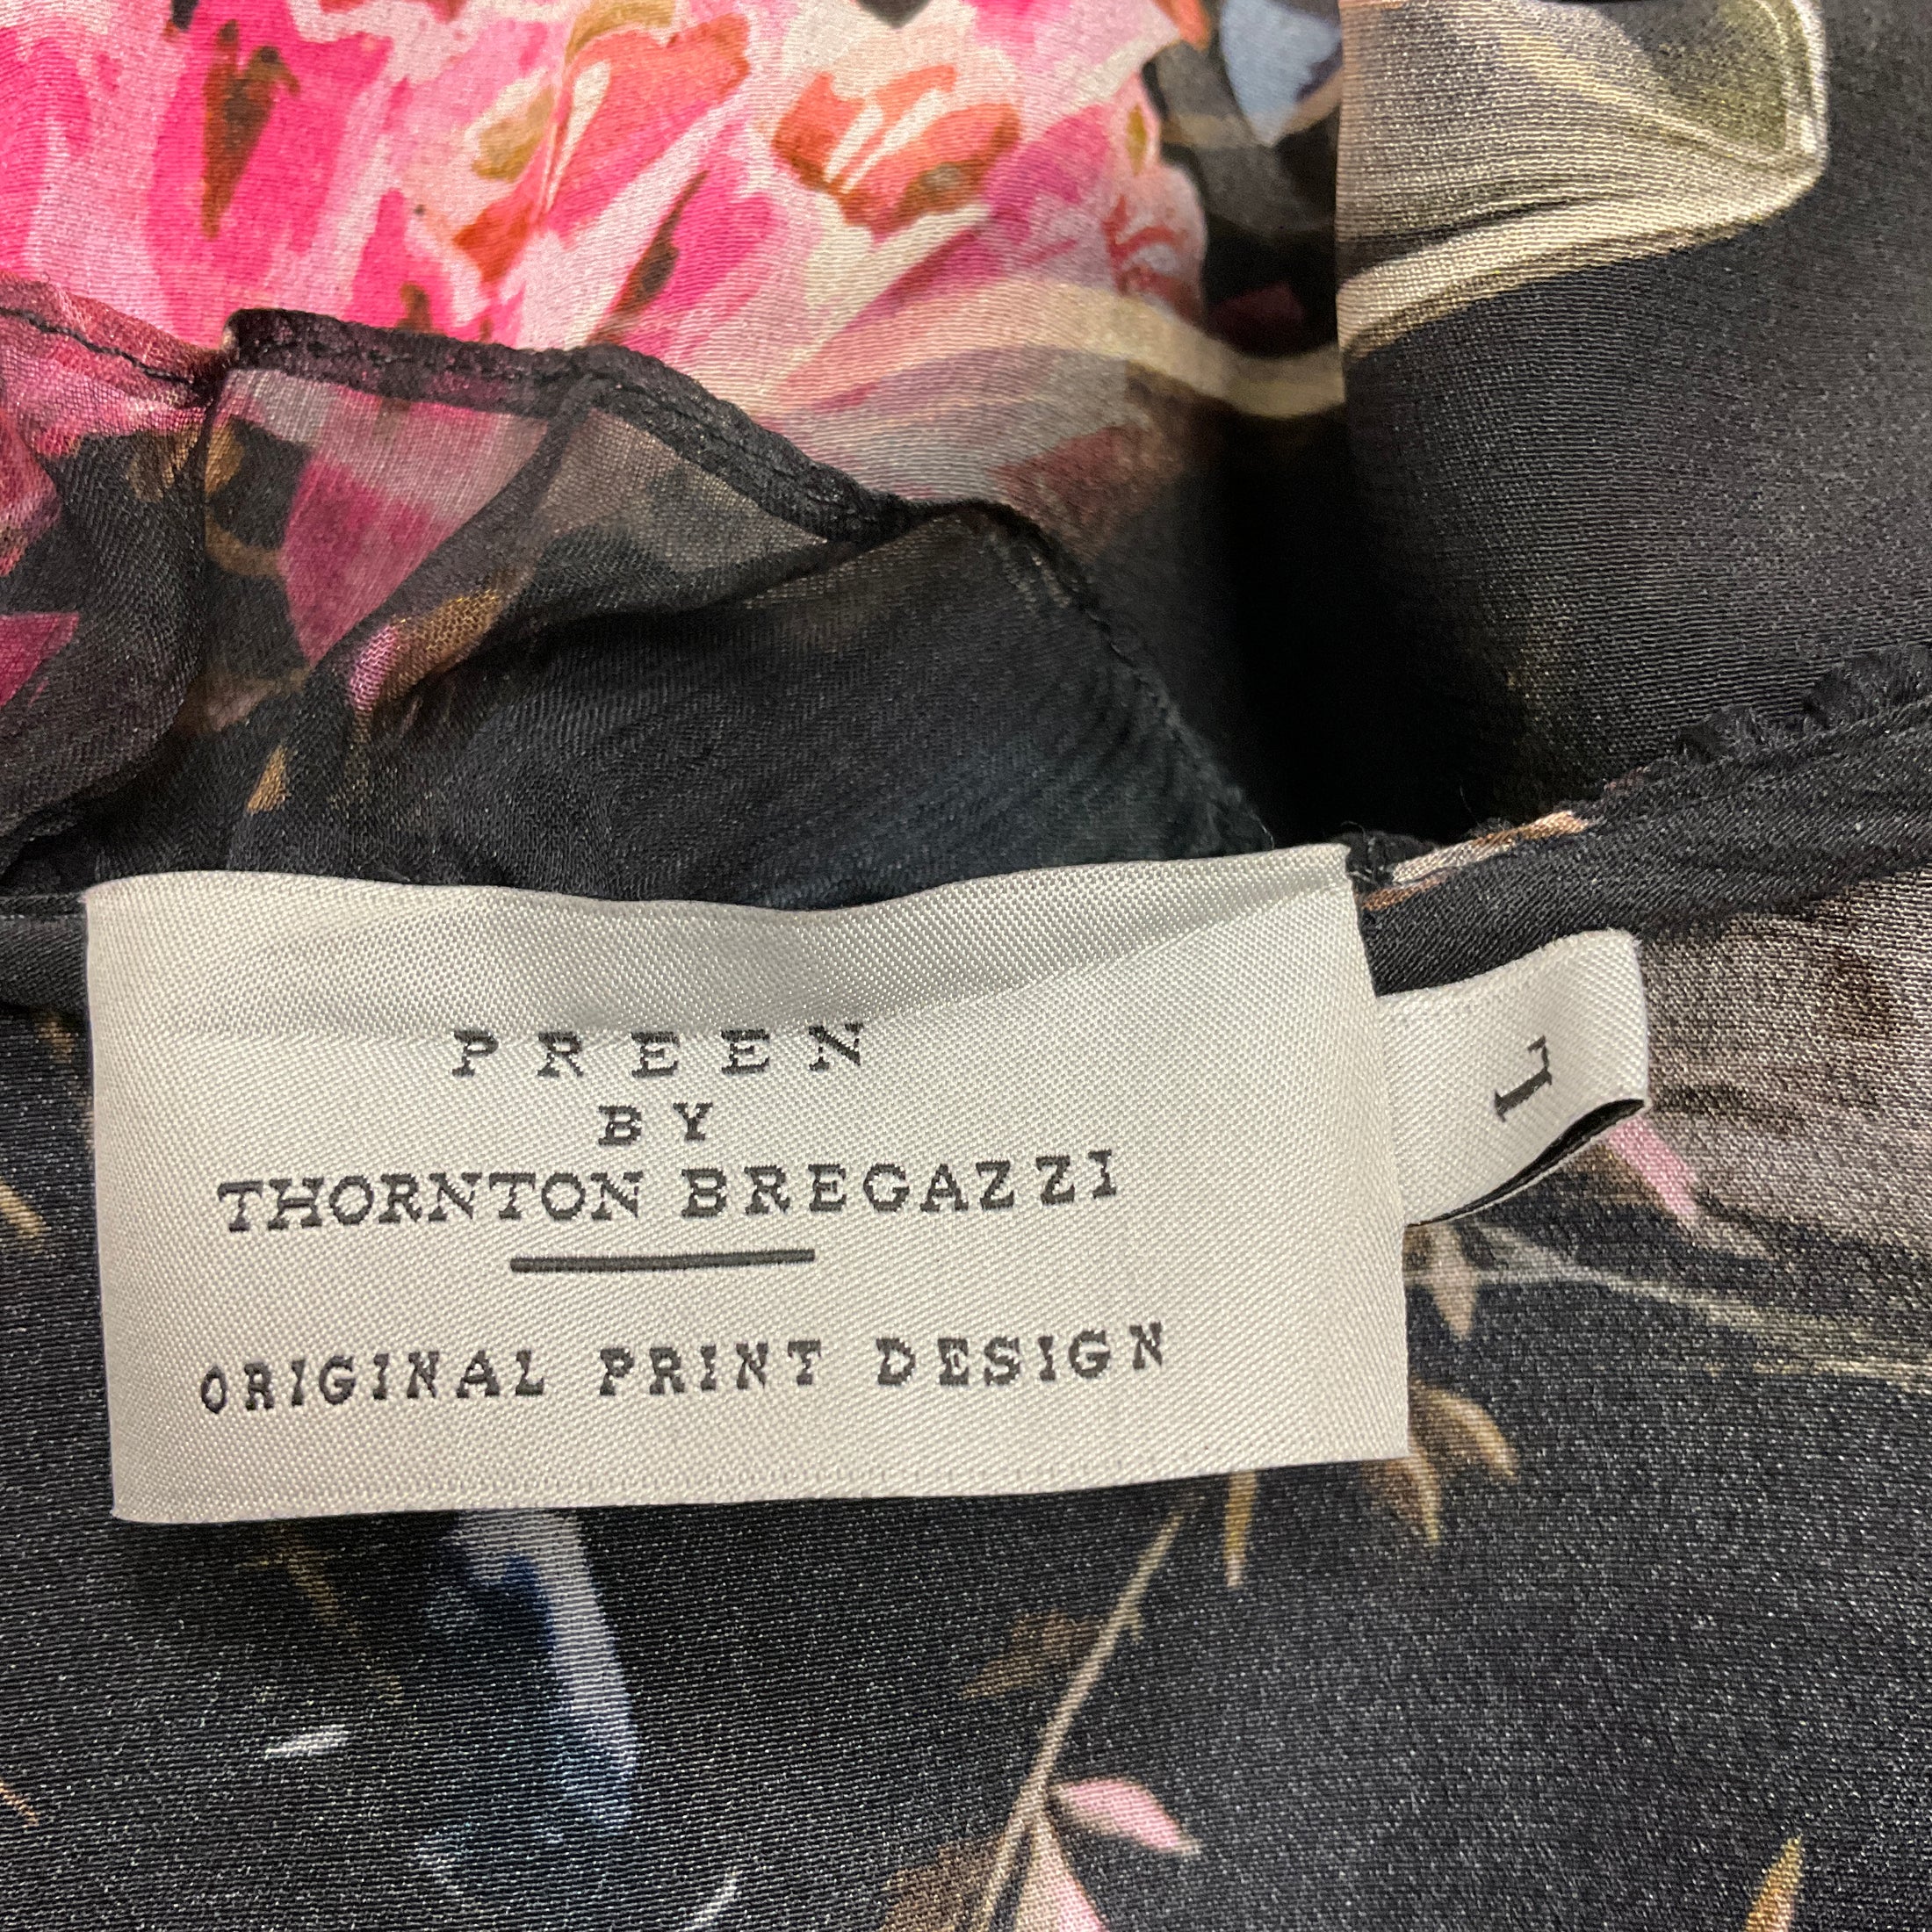 PREEN
BY
THORNTON BREGAZZI
ORIGINAL PRINT DESIGN
L